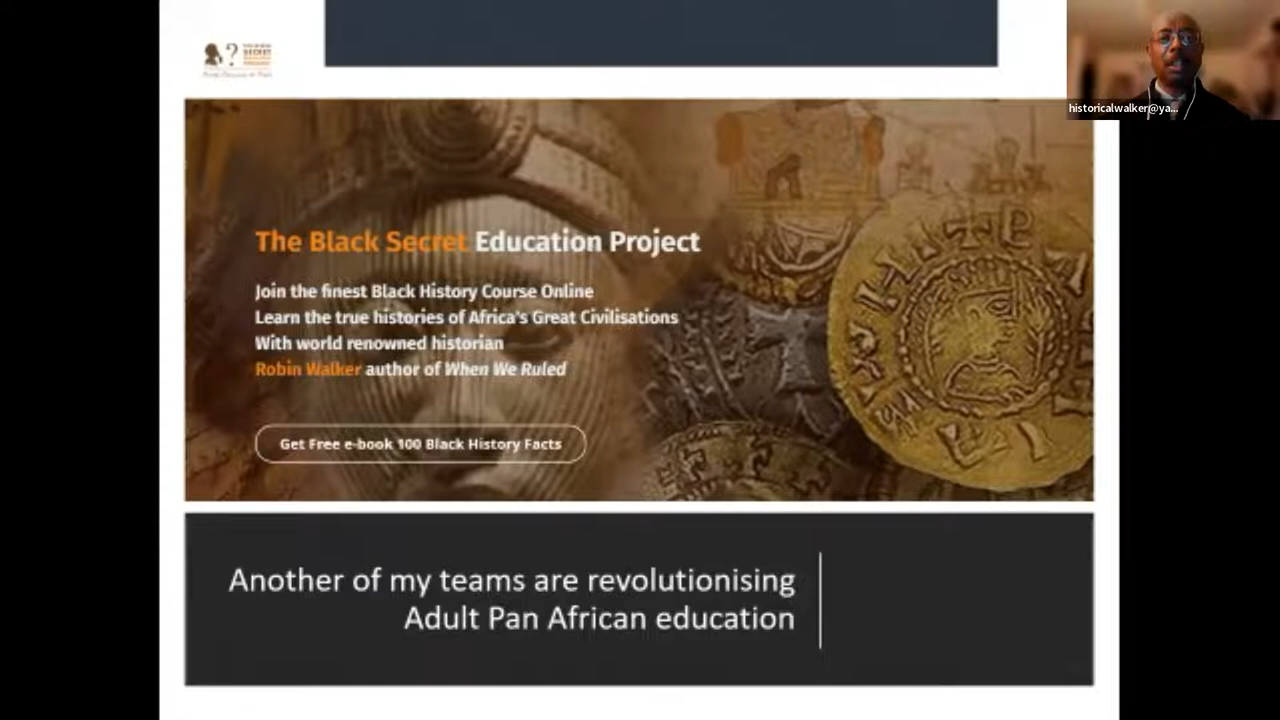 ?
SECRET
historicalwalker@ya...
The Black Secret Education Project
Join the finest Black History Course Online
Learn the true histories of Africa's Great Civilisations
With world renowned historian
Robin Walker author of When We Ruled
Get Free e-book 100 Black History Facts
Another of my teams are revolutionising
Adult Pan African education